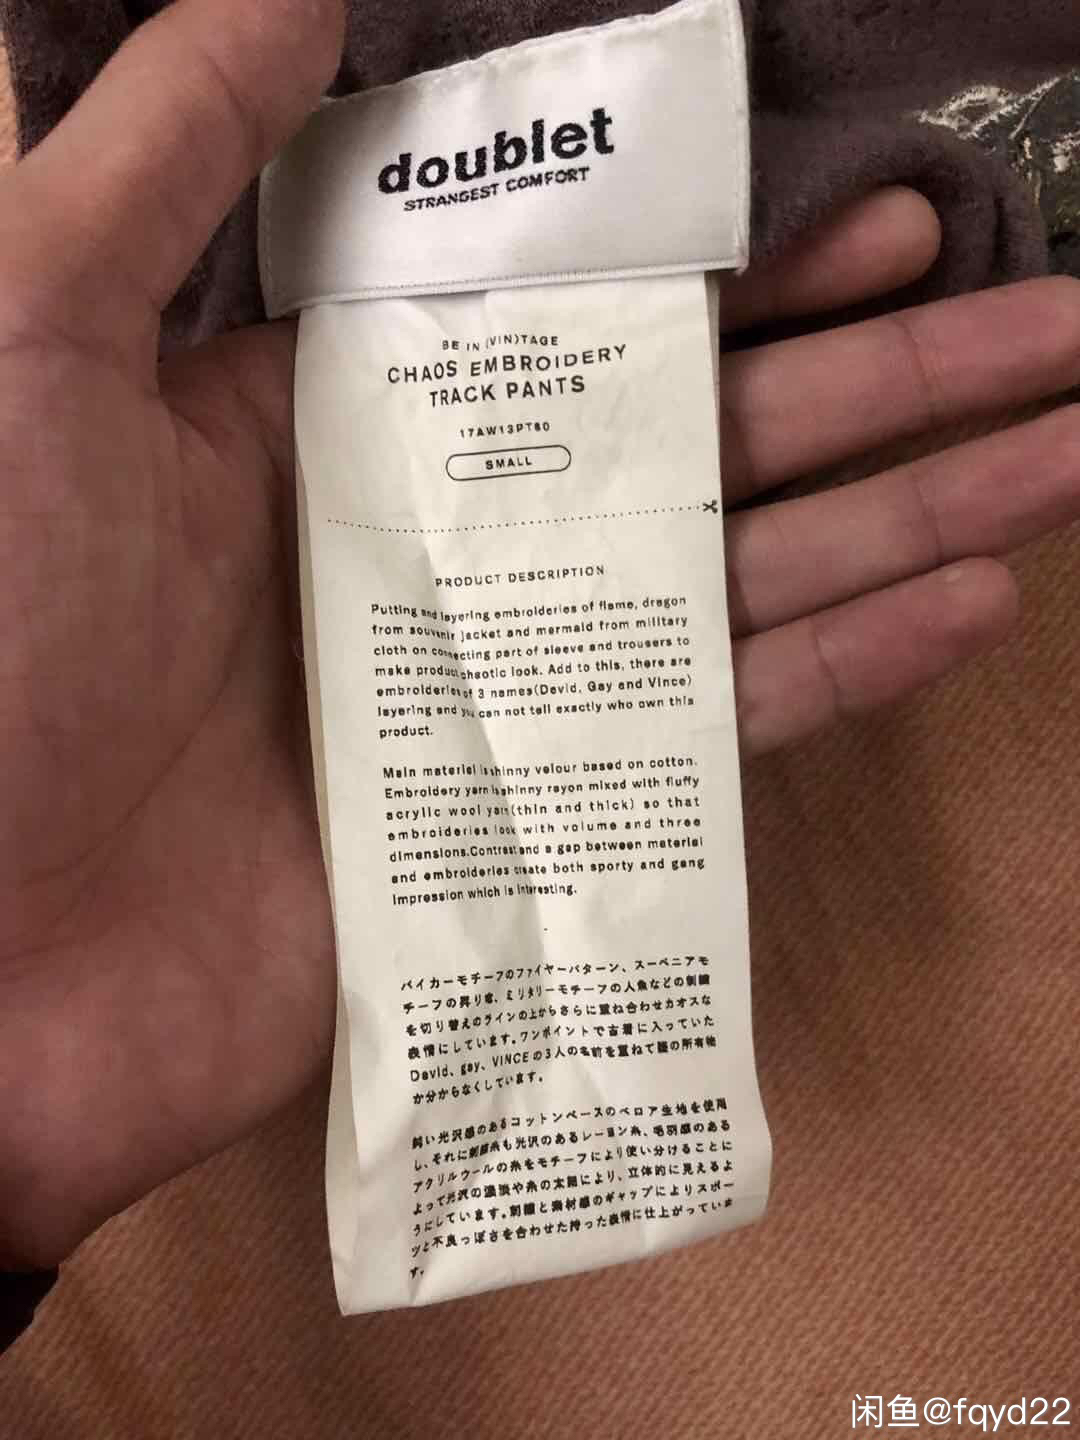 doublet
STRANGEST COMFORT
BE IN (VIN)TAGE
CHAOS EMBROIDERY
TRACK PANTS
17AW13PT60
SMALL
PRODUCT DESCRIPTION
Putting and layering embroideries of flame, dragon
from souvenir jacket and mermaid from military
cloth on connecting part of sleeve and trousers to
make product chaotic look. Add to this, there are
embroideries of 3 names(David, Gay and Vince)
layering and you can not tell exactly who own this
product.
Main material is shinny velour based on cotton.
Embroidery yarn is shinny rayon mixed with fluffy
acrylic wool yarn(thin and thick) so that
embroideries look with volume and three
dimensions.Contrast and a gap between material
and embroideries create both sporty and gang
impression which is interesting.
バイカーモチーフのファイヤーパターン、スーベニアモ
チーフの昇り竜、ミリタリーモチーフの人魚などの刺繍
を切り替えのラインの上からさらに重ね合わせカオスな
表情にしています。ワンポイントで古着に入っていた
David、gay、VINCEの3人の名前を重ねて誰の所有物
か分からなくしています。
鈍い光沢感のあるコットンベースのベロア生地を使用
し、それに刺繍糸も光沢のあるレーヨン糸、毛羽感のある
アクリルウールの糸をモチーフにより使い分けることに
よって光沢の濃淡や糸の太細により、立体的に見えるよ
うにしています。刺繍と素材感のギャップによりスポー
ツと不良っぽさを合わせた持った表情に仕上がっていま
す。
闲鱼@fqyd22